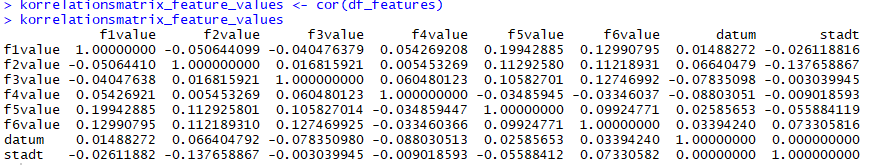 > korrelationsmatrix_feature_values <- cor(df_features)
> korrelationsmatrix_feature_values
f1value f2value f3value f4value f5value f6value datum stadt
f1value 1.00000000 -0.050644099 -0.040476379 0.054269208 0.19942885 0.12990795 0.01488272 -0.026118816
f2value -0.05064410 1.000000000 0.016815921 0.005453269 0.11292580 0.11218931 0.06640479 -0.137658867
f3value -0.04047638 0.016815921 1.000000000 0.060480123 0.10582701 0.12746992 -0.07835098 -0.003039945
f4value 0.05426921 0.005453269 0.060480123 1.000000000 -0.03485945 -0.03346037 -0.08803051 -0.009018593
f5value 0.19942885 0.112925801 0.105827014 -0.034859447 1.00000000 0.09924771 0.02585653 -0.055884119
f6value 0.12990795 0.112189310 0.127469925 -0.033460366 0.09924771 1.00000000 0.03394240 0.073305816
datum 0.01488272 0.066404792 -0.078350980 -0.088030513 0.02585653 0.03394240 1.00000000 0.000000000
stadt -0.02611882 -0.137658867 -0.003039945 -0.009018593 -0.05588412 0.07330582 0.00000000 1.000000000